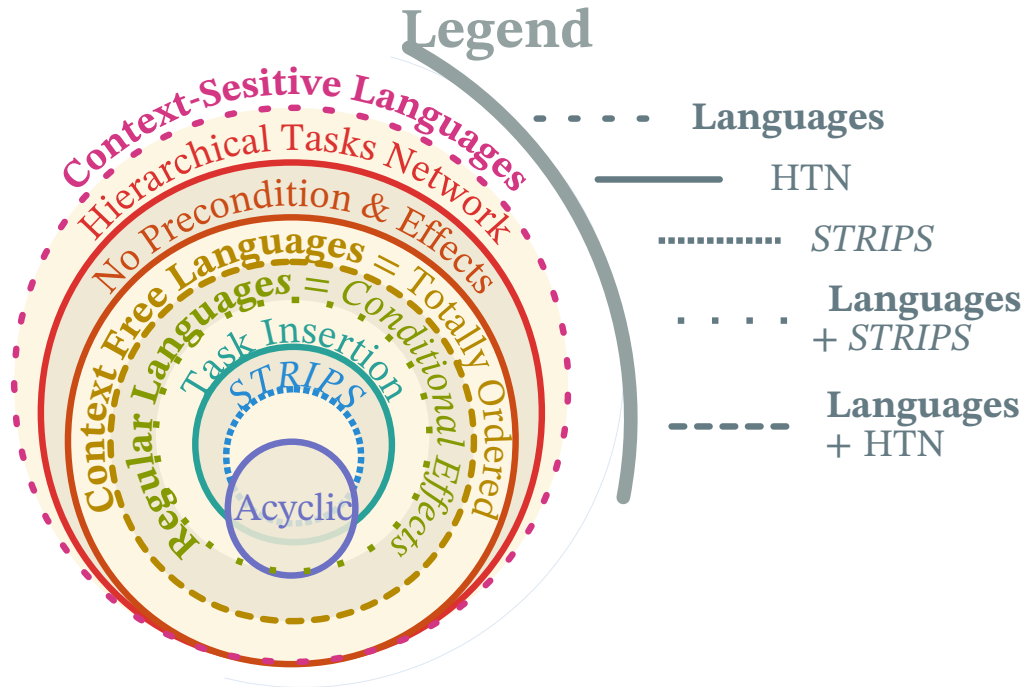 Legend
Context-Sesitive Languages
Hierarchical Tasks Network
No Precondition & Effects
Context Free Languages = Totally Ordered
Regular Languages = Conditional Effects
Task Insertion
STRIPS
Acyclic
Languages
HTN
STRIPS
Languages
+ STRIPS
Languages
+ HTN